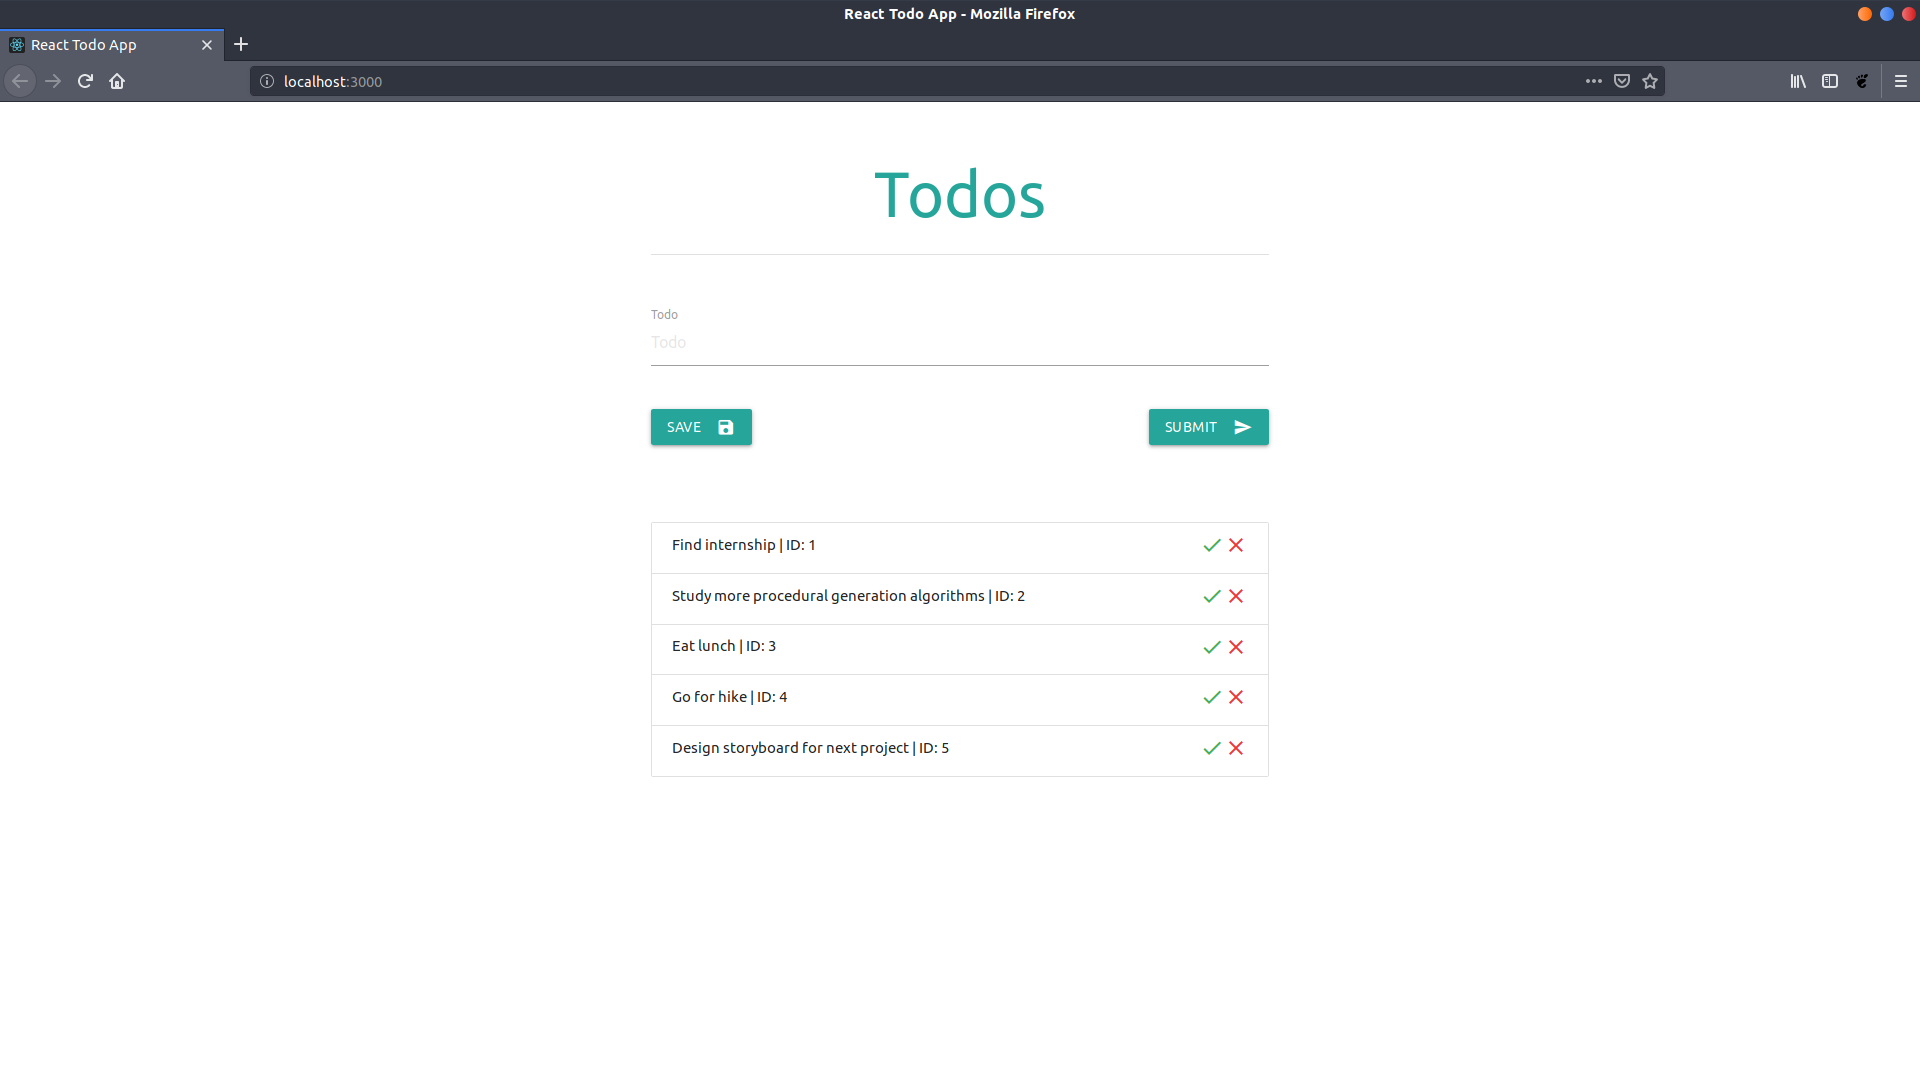 React Todo App - Mozilla Firefox
React Todo App
localhost:3000
Todos
Todo
Todo
SAVE
SUBMIT
Find internship | ID: 1
Study more procedural generation algorithms | ID: 2
Eat lunch | ID: 3
Go for hike | ID: 4
Design storyboard for next project | ID: 5